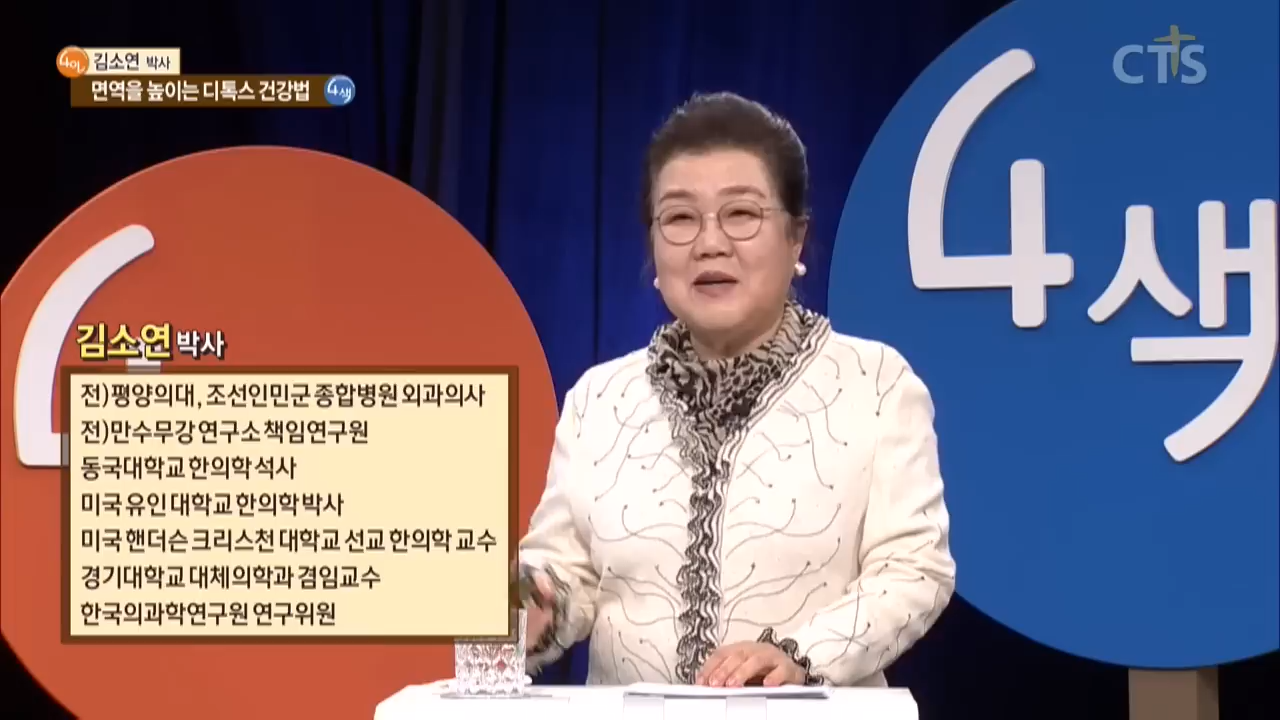 4인
김소연 박사
면역을 높이는 디톡스 건강법
4색
CTS
4색
김소연 박사
전)평양의대, 조선인민군 종합병원 외과의사
전)만수무강 연구소 책임연구원
동국대학교 한의학 석사
미국 유인 대학교 한의학 박사
미국 핸더슨 크리스천 대학교 선교 한의학 교수
경기대학교 대체의학과 겸임교수
한국의과학연구원 연구위원